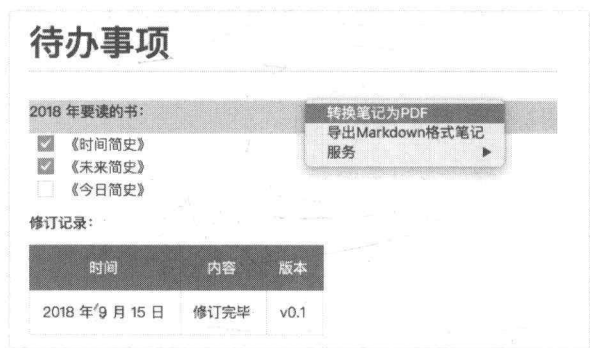 待办事项
2018 年要读的书:
转换笔记为PDF
导出Markdown格式笔记
服务
《时间简史》
《未来简史》
《今日简史》
修订记录:
时间 内容 版本
2018 年 9 月 15 日 修订完毕 v0.1